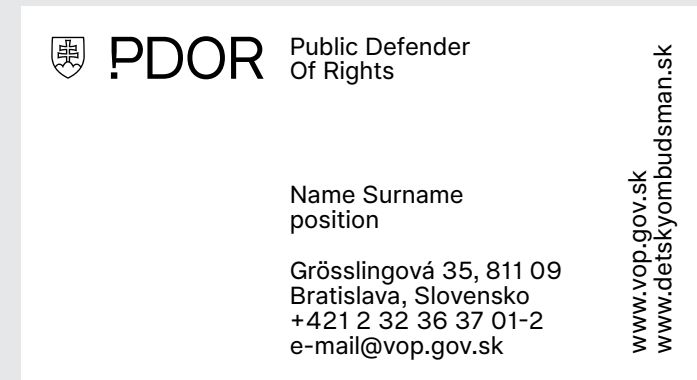 PDOR
Public Defender
Of Rights
Name Surname
position
Grösslingová 35, 811 09
Bratislava, Slovensko
+421 2 32 36 37 01-2
e-mail@vop.gov.sk
www.vop.gov.sk
www.detskyombudsman.sk